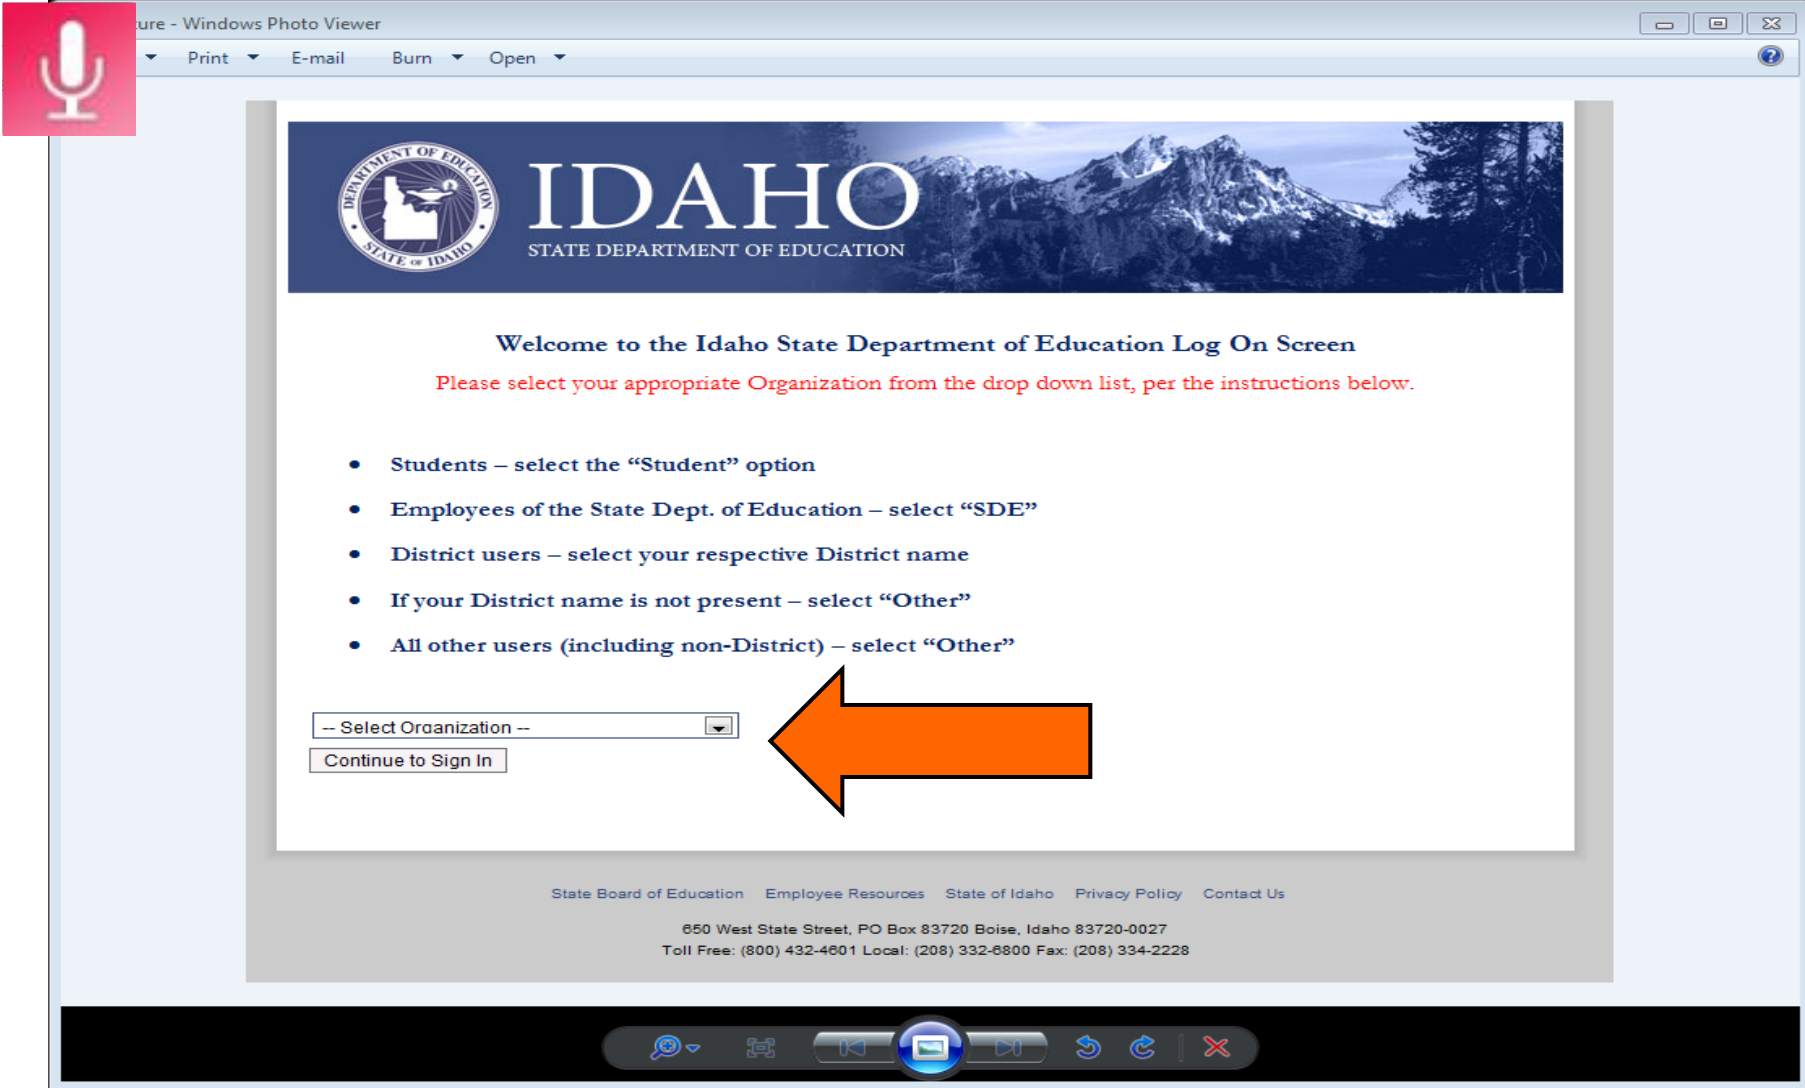 ture - Windows Photo Viewer
Print E-mail Burn Open
DEPARTMENT OF EDUCATION
STATE OF IDAHO
IDAHO
STATE DEPARTMENT OF EDUCATION
Welcome to the Idaho State Department of Education Log On Screen
Please select your appropriate Organization from the drop down list, per the instructions below.
• Students – select the “Student” option
• Employees of the State Dept. of Education – select “SDE”
• District users – select your respective District name
• If your District name is not present – select “Other”
• All other users (including non-District) – select “Other”
-- Select Organization --
Continue to Sign In
State Board of Education Employee Resources State of Idaho Privacy Policy Contact Us
650 West State Street, PO Box 83720 Boise, Idaho 83720-0027
Toll Free: (800) 432-4601 Local: (208) 332-6800 Fax: (208) 334-2228